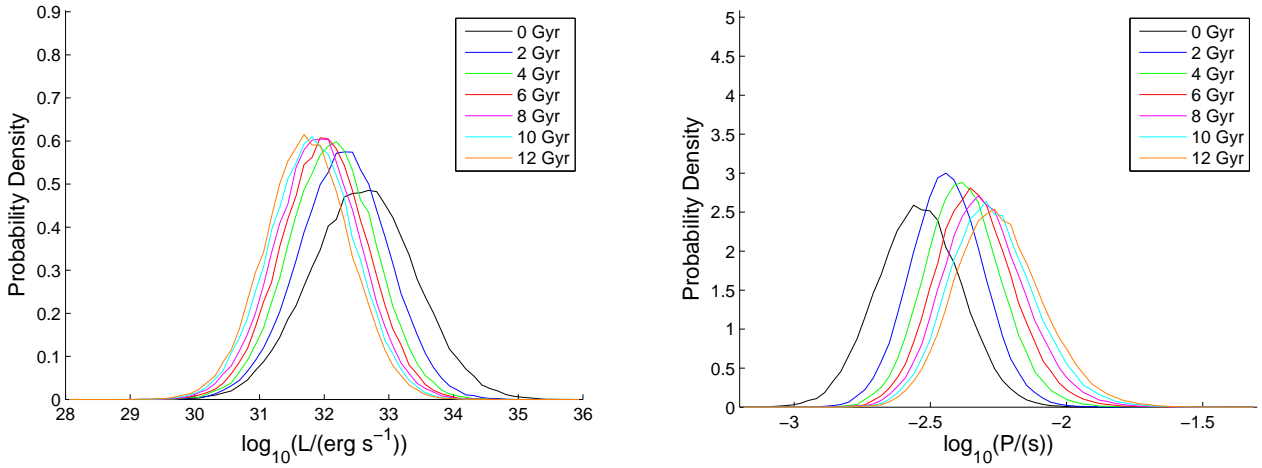 0.9
0.8
0.7
0.6
0.5
0.4
0.3
0.2
0.1
0
Probability Density
28 29 30 31 32 33 34 35 36
log10(L/(erg s−1))
0 Gyr
2 Gyr
4 Gyr
6 Gyr
8 Gyr
10 Gyr
12 Gyr
5
4.5
4
3.5
3
2.5
2
1.5
1
0.5
0
Probability Density
−3 −2.5 −2 −1.5
log10(P/(s))
0 Gyr
2 Gyr
4 Gyr
6 Gyr
8 Gyr
10 Gyr
12 Gyr